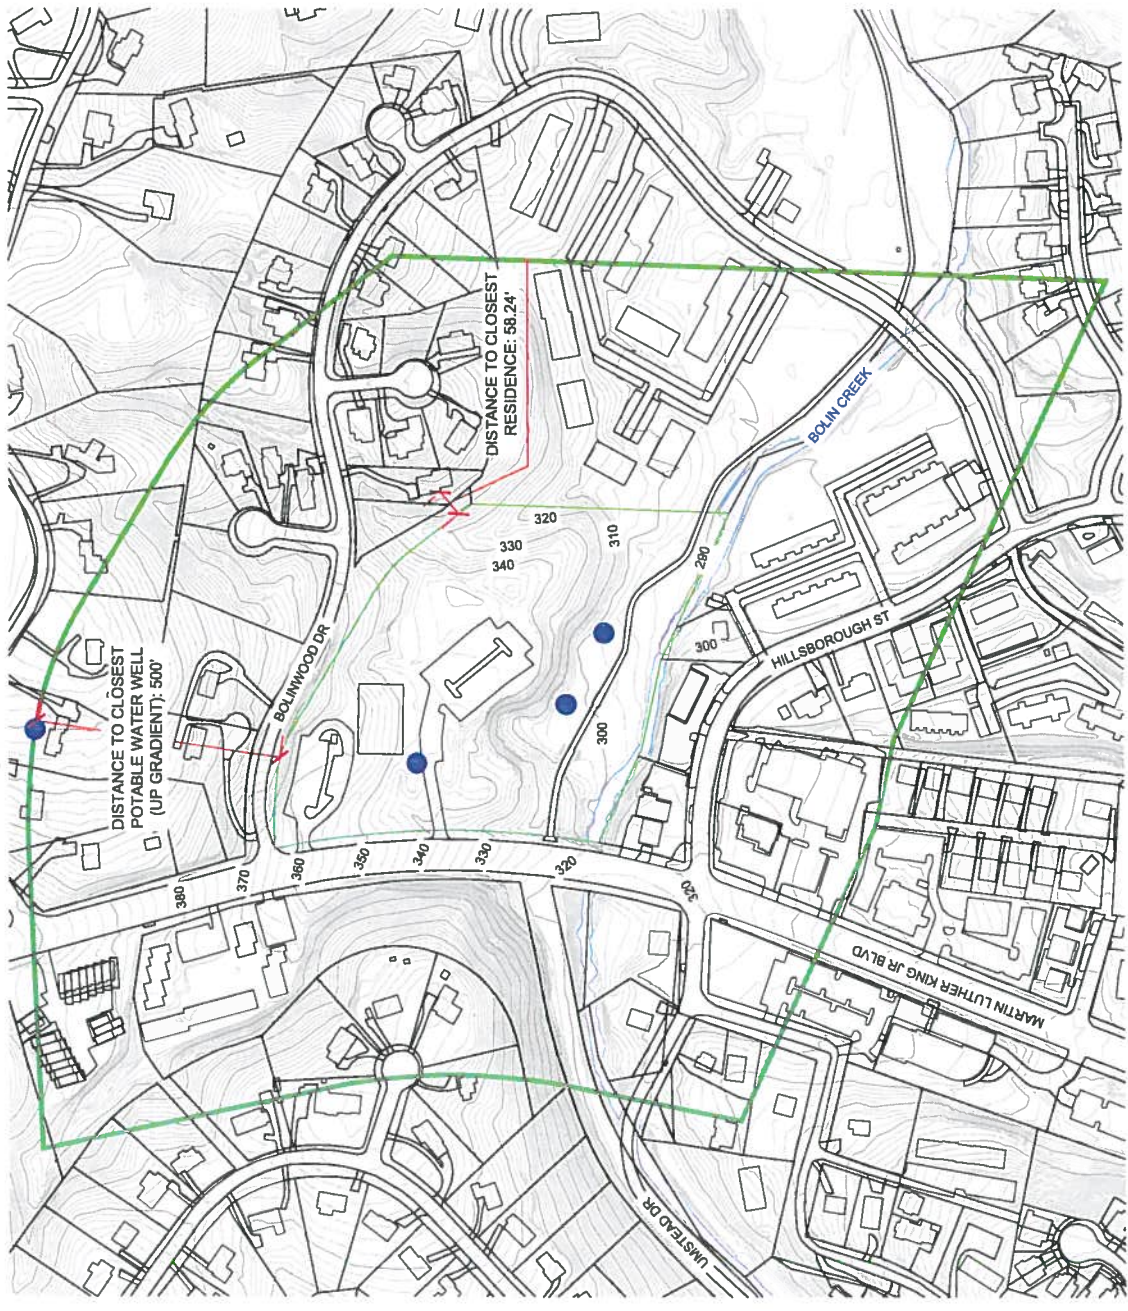 DISTANCE TO CLOSEST
RESIDENCE: 58.24'
BOLIN CREEK
320
310
330
340
290
DISTANCE TO CLOSEST
POTABLE WATER WELL
(UP GRADIENT): 500'
BOLINWOOD DR
300
HILLSBOROUGH ST
300
380
370
360
350
340
330
320
320
MARTIN LUTHER KING JR BLVD
UMSTEAD DR